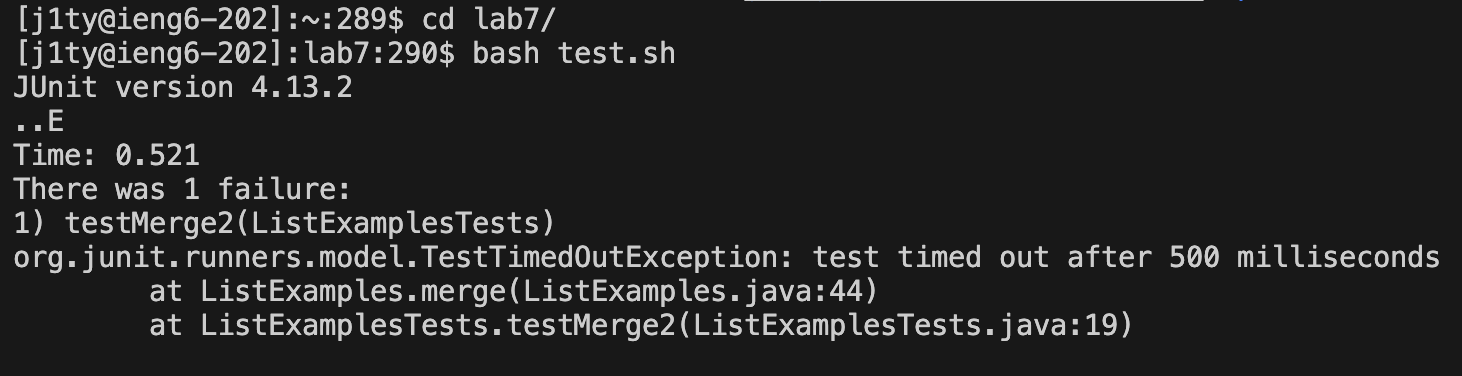 [j1ty@ieng6-202]:~:289$ cd lab7/
[j1ty@ieng6-202]:lab7:290$ bash test.sh
JUnit version 4.13.2
..E
Time: 0.521
There was 1 failure:
1) testMerge2(ListExamplesTests)
org.junit.runners.model.TestTimedOutException: test timed out after 500 milliseconds
        at ListExamples.merge(ListExamples.java:44)
        at ListExamplesTests.testMerge2(ListExamplesTests.java:19)